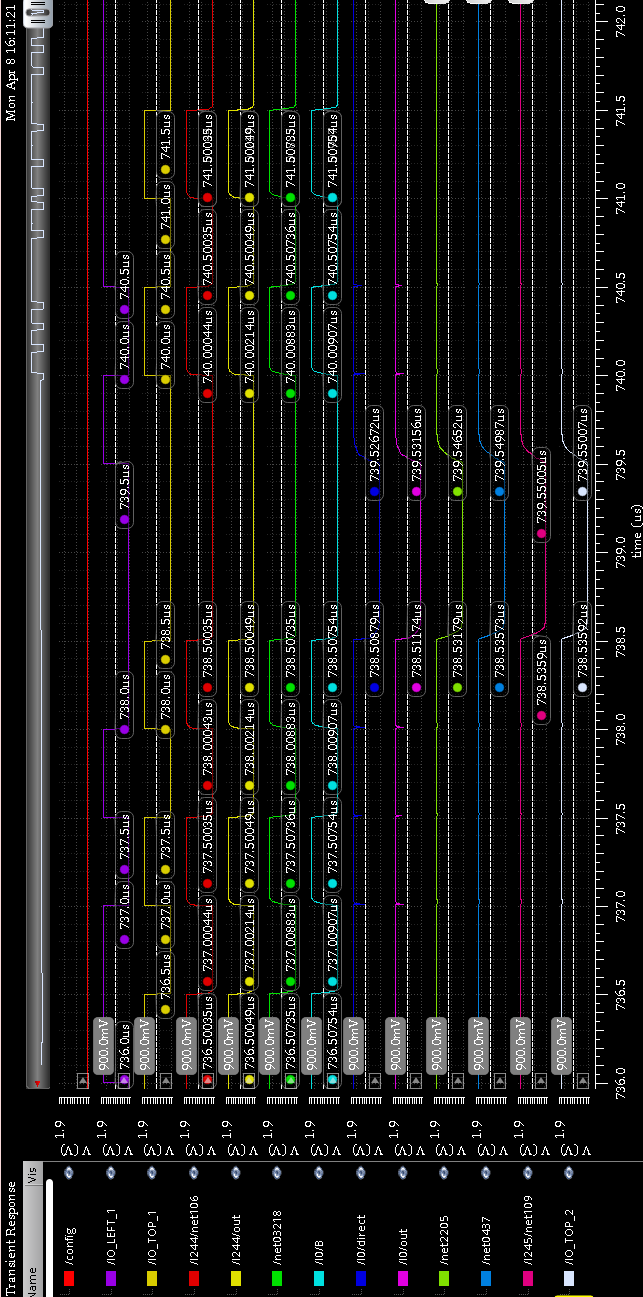 Transient Response Mon Apr 8 16:11:21
Name Vis
/config 1.9
/IO_LEFT_1 1.9 900.0mV
736.0us 737.0us 737.5us 738.0us 739.5us 740.0us 740.5us
/IO_TOP_1 1.9 900.0mV
736.5us 737.0us 737.5us 738.0us 738.5us 740.0us 740.5us 741.0us 741.5us
/I244/net106 1.9 900.0mV
736.50035us 737.00044us 737.50035us 738.00043us 738.50035us 740.00044us 740.50035us 741.50035us
/I244/out 1.9 900.0mV
736.50049us 737.00214us 737.50049us 738.00214us 738.50049us 740.00214us 740.50049us 741.50049us
/net03218 1.9 900.0mV
736.50735us 737.00883us 737.50736us 738.00883us 738.50735us 740.00883us 740.50736us 741.50735us
/I0/B 1.9 900.0mV
736.50754us 737.00907us 737.50754us 738.00907us 738.50754us 740.00907us 740.50754us 741.50754us
/I0/direct 1.9 900.0mV
738.50879us 739.52672us
/I0/out 1.9 900.0mV
738.51174us 739.53156us
/net2205 1.9 900.0mV
738.53179us 739.54652us
/net0437 1.9 900.0mV
738.53573us 739.54987us
/I245/net109 1.9 900.0mV
738.5359us 739.55005us
/IO_TOP_2 1.9 900.0mV
738.53592us 739.55007us
736.0 736.5 737.0 737.5 738.0 738.5 739.0 739.5 740.0 740.5 741.0 741.5 742.0
time (us)